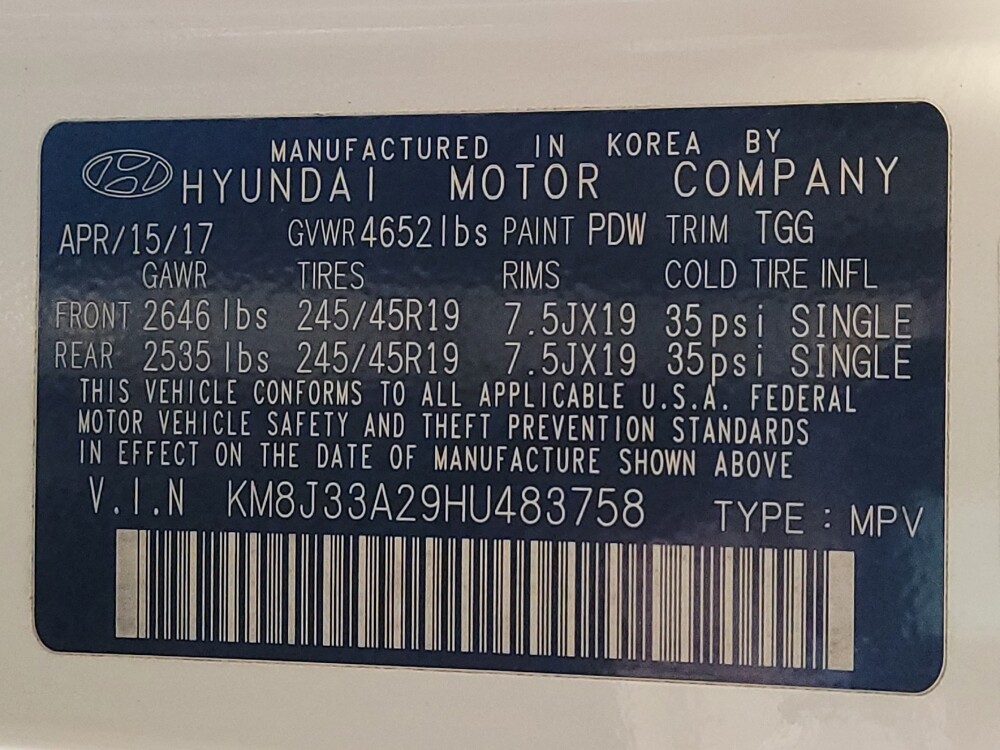 MANUFACTURED IN KOREA BY
HYUNDAI MOTOR COMPANY
APR/15/17 GVWR 4652lbs PAINT PDW TRIM TGG
GAWR TIRES RIMS COLD TIRE INFL
FRONT 2646 lbs 245/45R19 7.5JX19 35psi SINGLE
REAR 2535 lbs 245/45R19 7.5JX19 35psi SINGLE
THIS VEHICLE CONFORMS TO ALL APPLICABLE U.S.A. FEDERAL
MOTOR VEHICLE SAFETY AND THEFT PREVENTION STANDARDS
IN EFFECT ON THE DATE OF MANUFACTURE SHOWN ABOVE
V.I.N KM8J33A29HU483758 TYPE : MPV